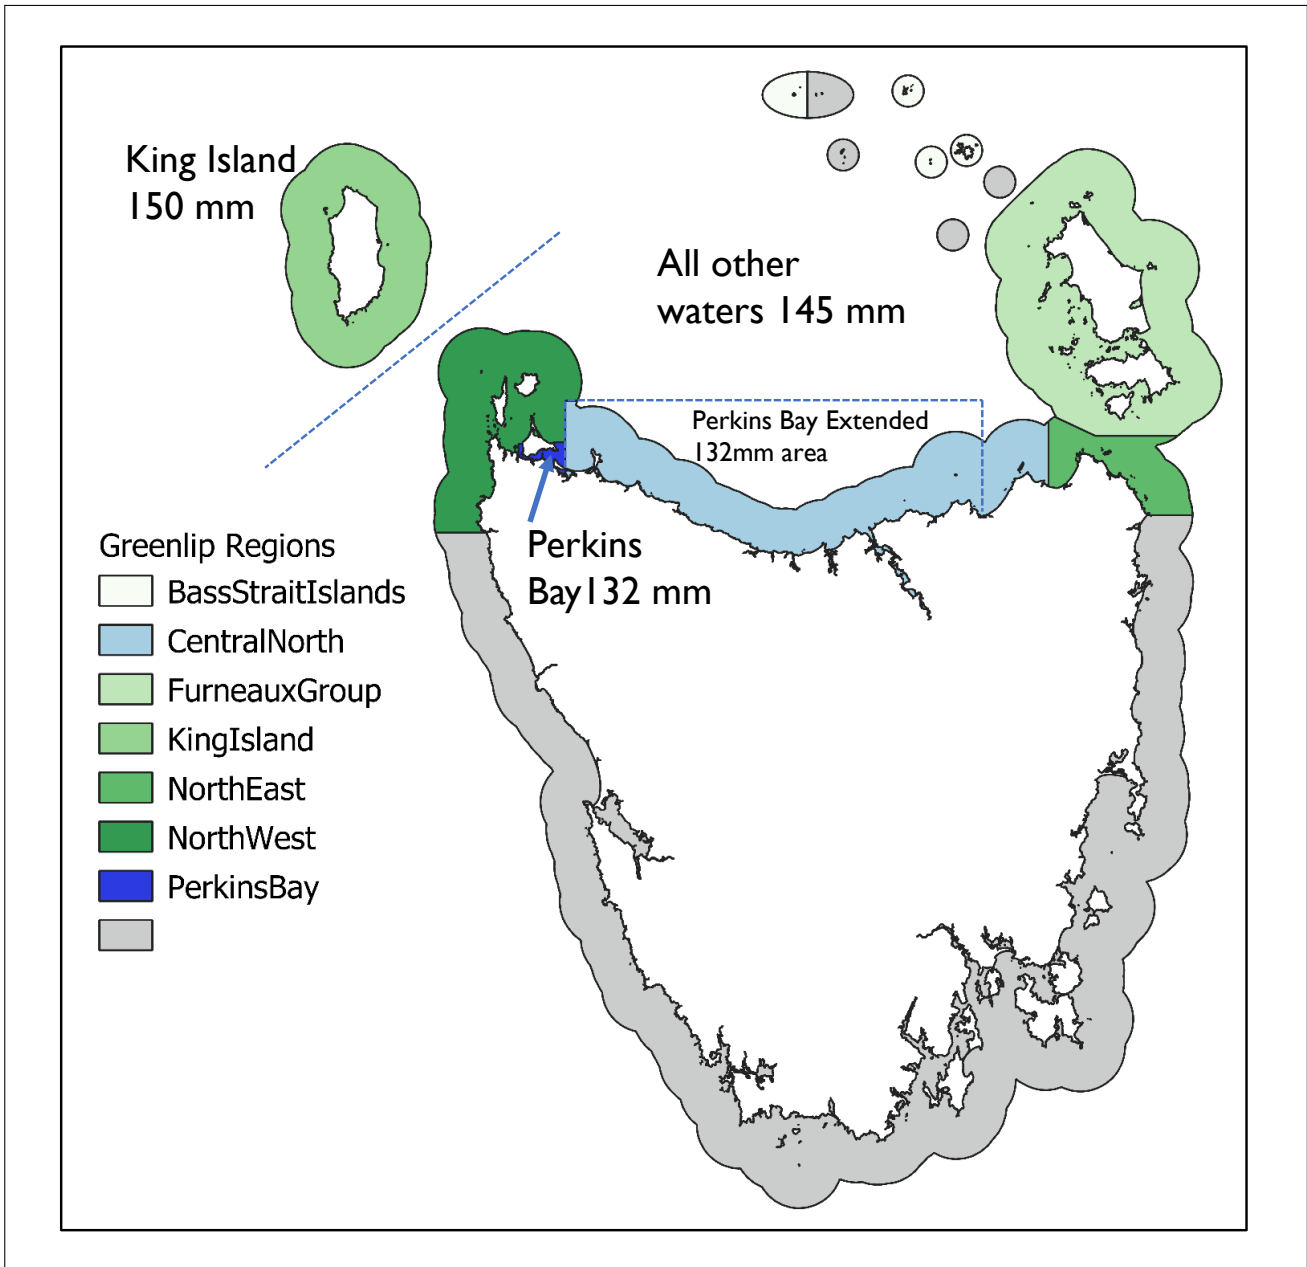 King Island
150 mm
All other
waters 145 mm
Perkins Bay Extended
132mm area
Perkins
Bay132 mm
Greenlip Regions
BassStraitIslands
CentralNorth
FurneauxGroup
KingIsland
NorthEast
NorthWest
PerkinsBay